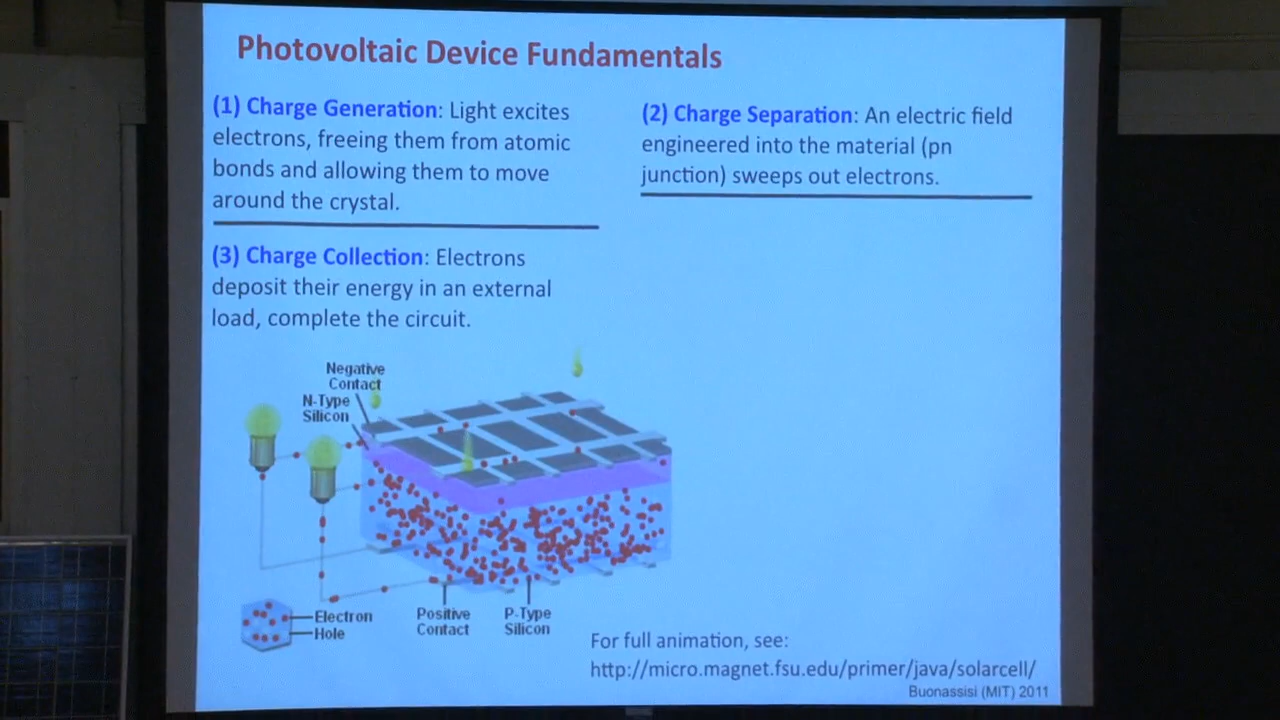 Photovoltaic Device Fundamentals
(1) Charge Generation: Light excites
electrons, freeing them from atomic
bonds and allowing them to move
around the crystal.
(2) Charge Separation: An electric field
engineered into the material (pn
junction) sweeps out electrons.
(3) Charge Collection: Electrons
deposit their energy in an external
load, complete the circuit.
Negative
Contact
N-Type
Silicon
Electron
Hole
Positive
Contact
P-Type
Silicon
For full animation, see:
http://micro.magnet.fsu.edu/primer/java/solarcell/
Buonassisi (MIT) 2011